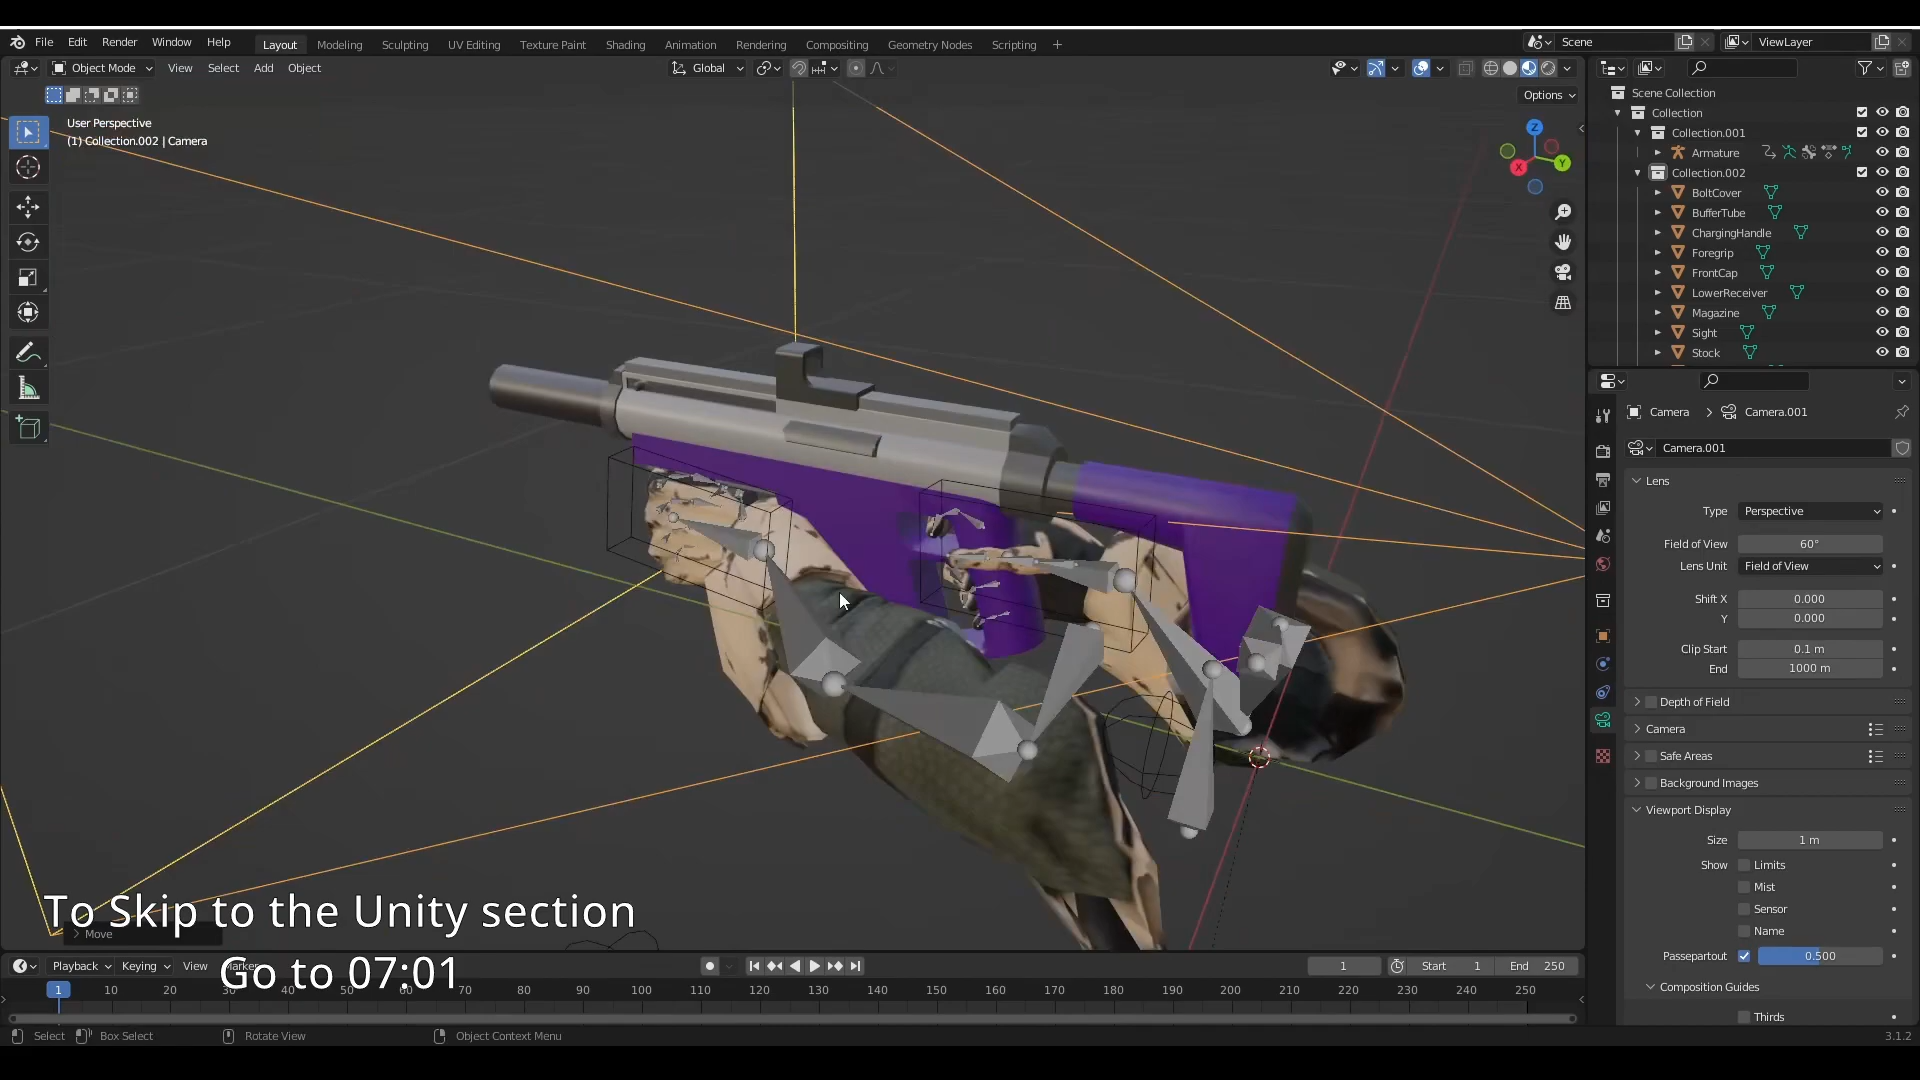 File Edit Render Window Help Layout Modeling Sculpting UV Editing Texture Paint Shading Animation Rendering Compositing Geometry Nodes Scripting + Scene ViewLayer
Object Mode View Select Add Object Global
Options
User Perspective
(1) Collection.002 | Camera
Z
Y
X
Scene Collection
Collection
Collection.001
Armature
Collection.002
BoltCover
BufferTube
ChargingHandle
Foregrip
FrontCap
LowerReceiver
Magazine
Sight
Stock
Camera > Camera.001
Camera.001
Lens
Type Perspective
Field of View 60°
Lens Unit Field of View
Shift X 0.000
Y 0.000
Clip Start 0.1 m
End 1000 m
Depth of Field
Camera
Safe Areas
Background Images
Viewport Display
Size 1 m
Show Limits
Mist
Sensor
Name
Passepartout 0.500
Composition Guides
Thirds
To Skip to the Unity section
Move
Go to 07:01
Playback Keying View 1 Start 1 End 250
1 10 20 30 40 50 60 70 80 90 100 110 120 130 140 150 160 170 180 190 200 210 220 230 240 250
Select Box Select Rotate View Object Context Menu 3.1.2